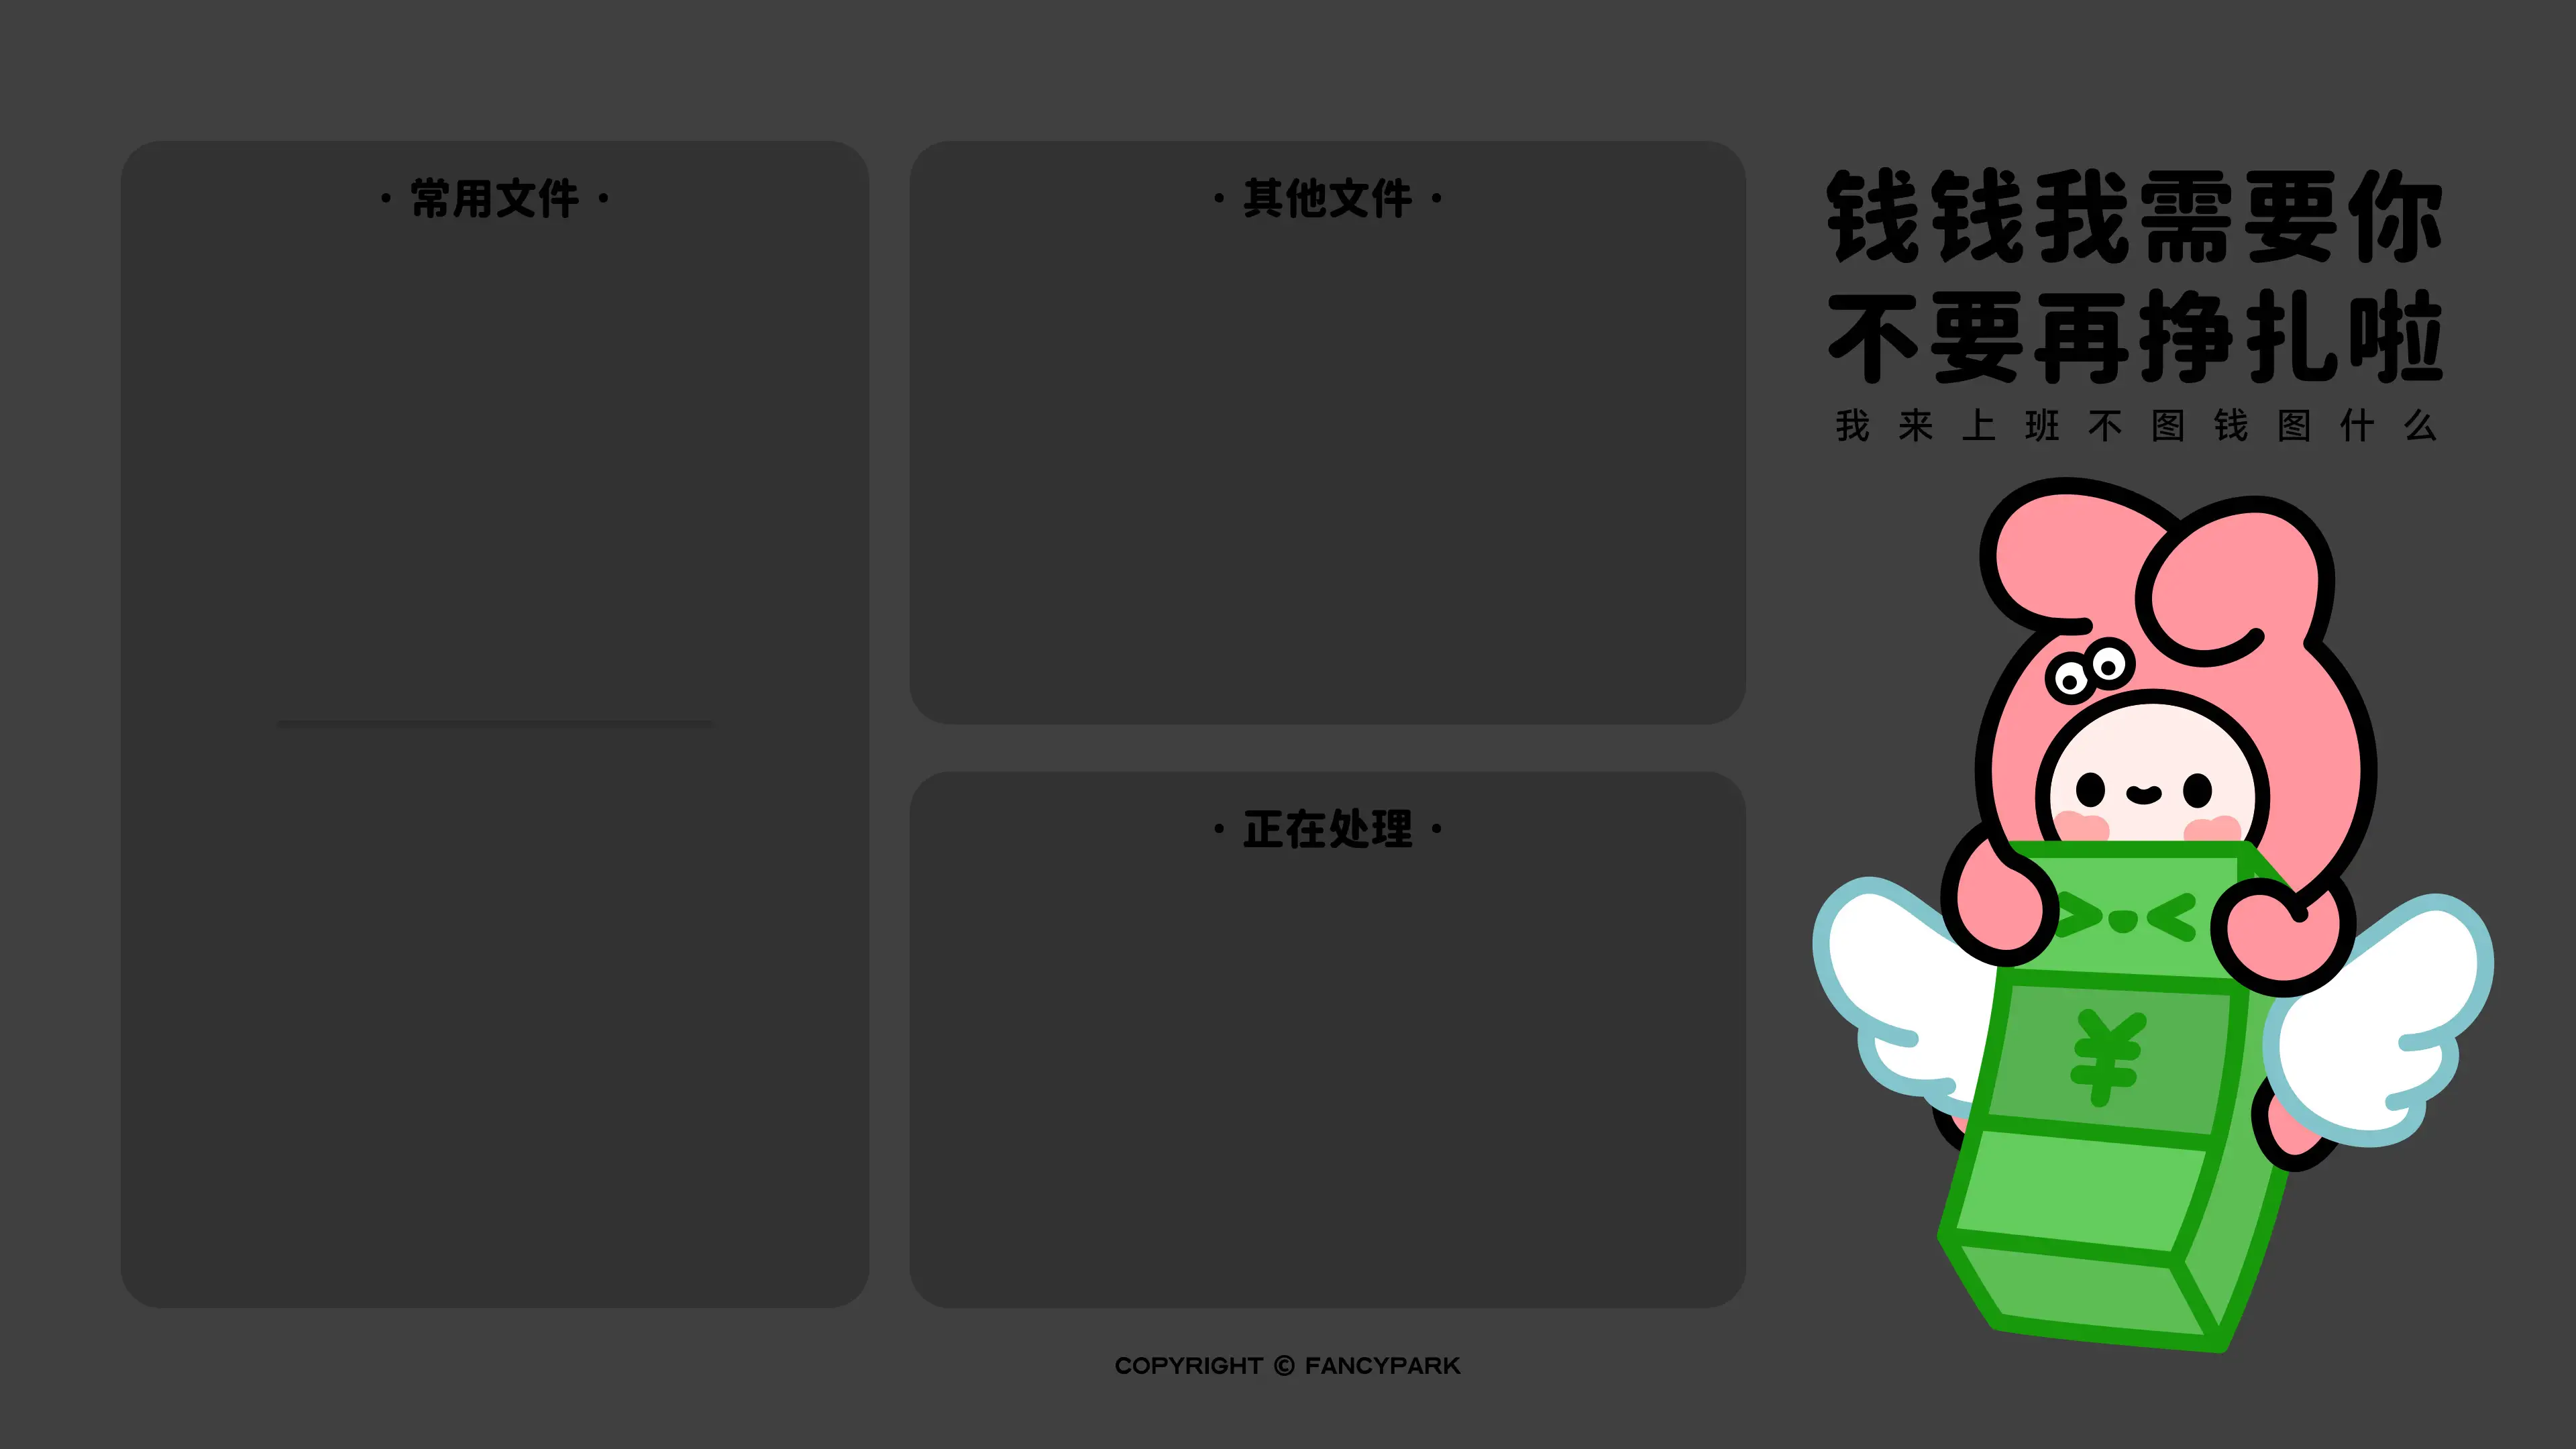 · 常用文件 ·
· 其他文件 ·
· 正在处理 ·
钱钱我需要你
不要再挣扎啦
我来上班不图钱图什么
¥
COPYRIGHT © FANCYPARK